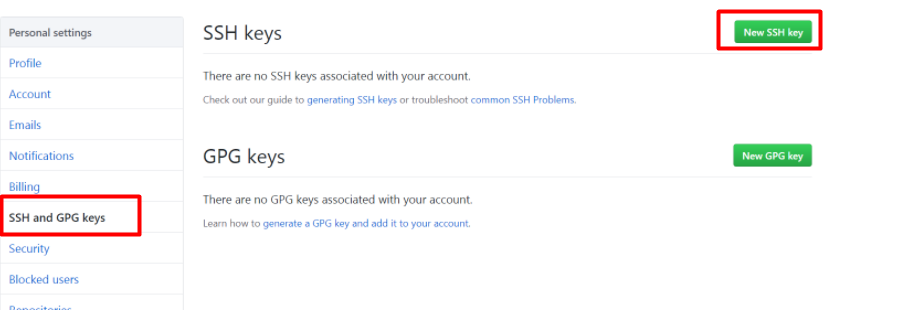 Personal settings
Profile
Account
Emails
Notifications
Billing
SSH and GPG keys
Security
Blocked users
Repositories
SSH keys
New SSH key
There are no SSH keys associated with your account.
Check out our guide to generating SSH keys or troubleshoot common SSH Problems.
GPG keys
New GPG key
There are no GPG keys associated with your account.
Learn how to generate a GPG key and add it to your account.